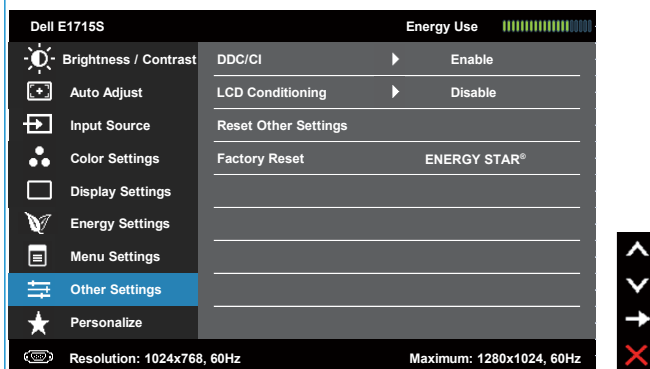 Dell E1715S Energy Use
Brightness / Contrast DDC/CI Enable
Auto Adjust LCD Conditioning Disable
Input Source Reset Other Settings
Color Settings Factory Reset ENERGY STAR®
Display Settings
Energy Settings
Menu Settings
Other Settings
Personalize
Resolution: 1024x768, 60Hz Maximum: 1280x1024, 60Hz